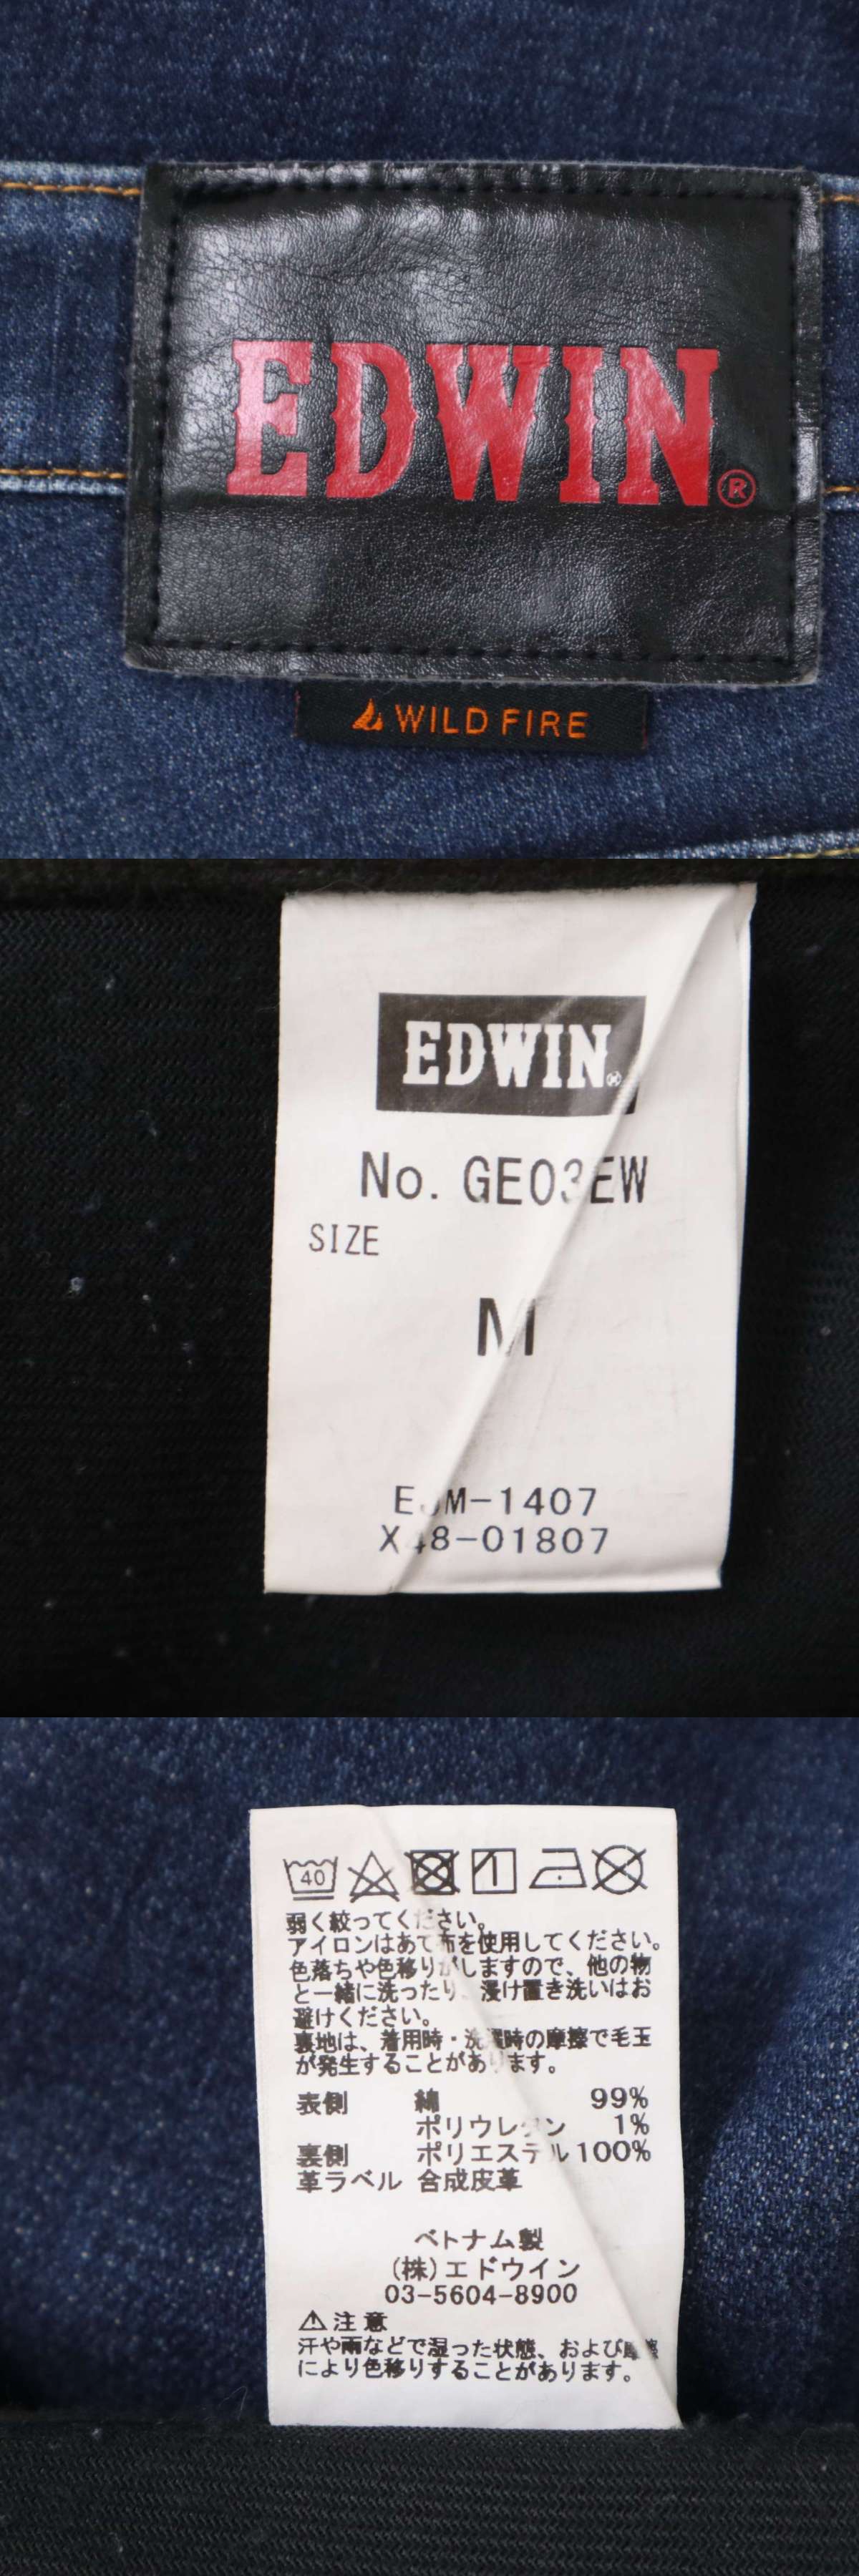 EDWIN®
WILD FIRE
EDWIN®
No. GE03EW
SIZE
M
M-1407
8-01807
40
弱く絞ってください。
アイロンはあて布を使用してください。
色落ちや色移りがしますので、他の物
と一緒に洗ったり、浸け置き洗いはお
避けください。
裏地は、着用時・洗濯時の摩擦で毛玉
が発生することがあります。
表側 綿 99%
ポリウレタン 1%
裏側 ポリエステル 100%
革ラベル 合成皮革
ベトナム製
(株)エドウイン
03-5604-8900
⚠注意
汗や雨などで湿った状態、および摩擦
により色移りすることがあります。